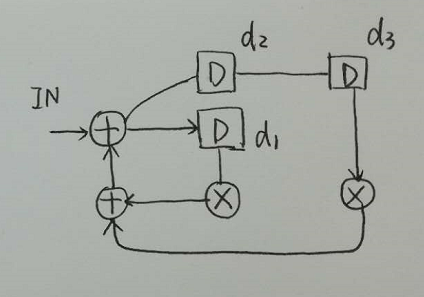 d₂
d₃
D
D
IN
+
D
d₁
+
X
X